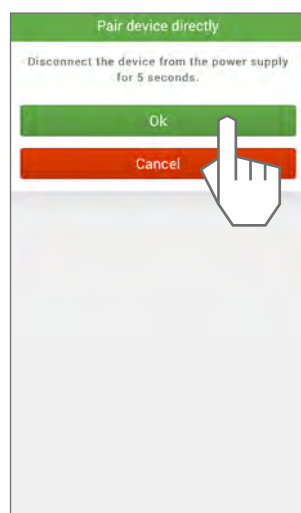 Pair device directly
Disconnect the device from the power supply
for 5 seconds.
Ok
Cancel